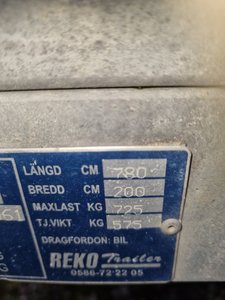 LÄNGD CM 780
BREDD CM 200
MAXLAST KG 725
61 TJ.VIKT KG 575
DRAGFORDON: BIL
REKO Trailer
G 0586-72 22 05